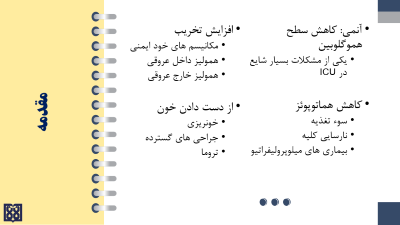 مقدمه
• آنمی: کاهش سطح
هموگلوبین
• یکی از مشکلات بسیار شایع
در ICU
• کاهش هماتوپوئز
• سوء تغذیه
• نارسایی کلیه
• بیماری های میلوپرولیفراتیو
• افزایش تخریب
• مکانیسم های خود ایمنی
• همولیز داخل عروقی
• همولیز خارج عروقی
• از دست دادن خون
• خونریزی
• جراحی های گسترده
• تروما